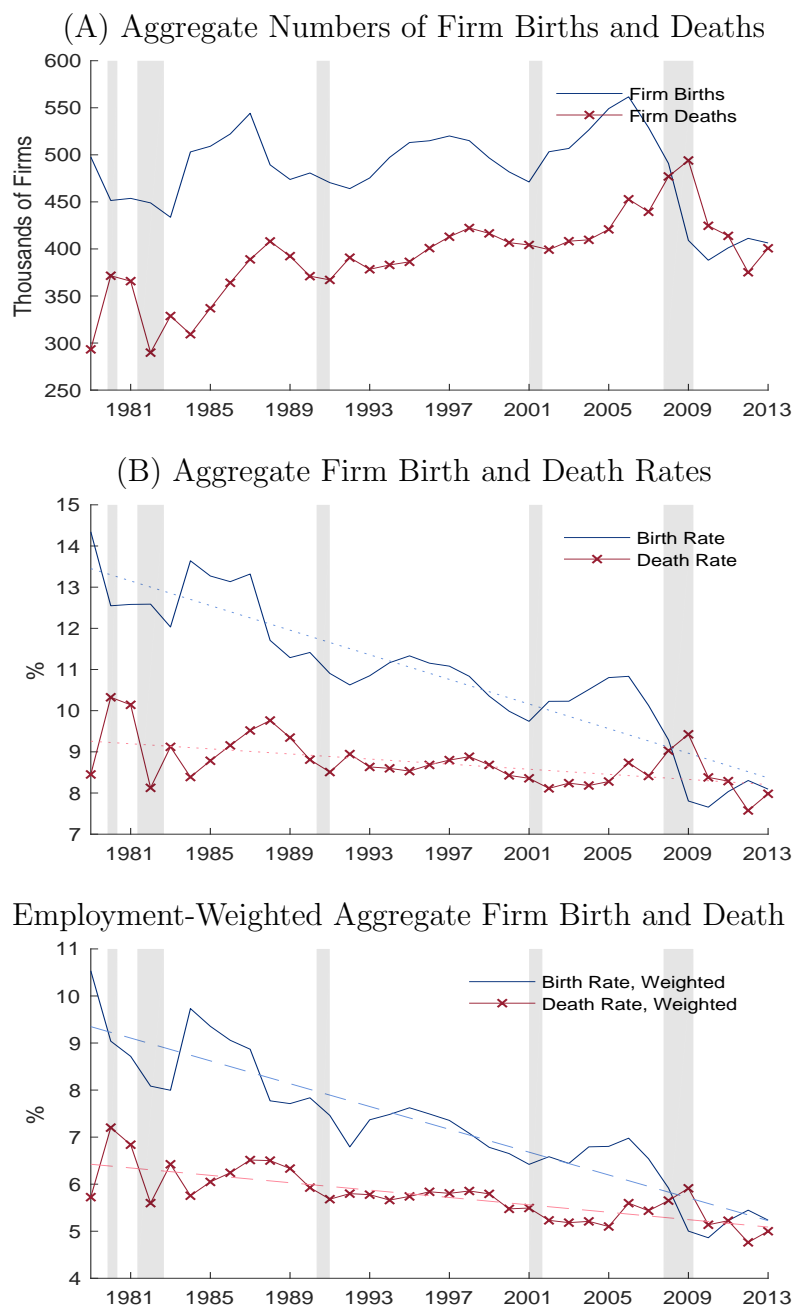 (A) Aggregate Numbers of Firm Births and Deaths
600
550
500
450
400
350
300
250
Thousands of Firms
Firm Births
Firm Deaths
1981 1985 1989 1993 1997 2001 2005 2009 2013
(B) Aggregate Firm Birth and Death Rates
15
14
13
12
11
10
9
8
7
%
Birth Rate
Death Rate
1981 1985 1989 1993 1997 2001 2005 2009 2013
Employment-Weighted Aggregate Firm Birth and Death
11
10
9
8
7
6
5
4
%
Birth Rate, Weighted
Death Rate, Weighted
1981 1985 1989 1993 1997 2001 2005 2009 2013